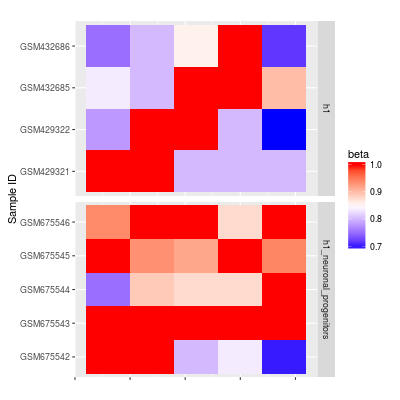 GSM432686
GSM432685
GSM429322
GSM429321
h1
GSM675546
GSM675545
GSM675544
GSM675543
GSM675542
h1_neuronal_progenitors
Sample ID
beta
1.0
0.9
0.8
0.7